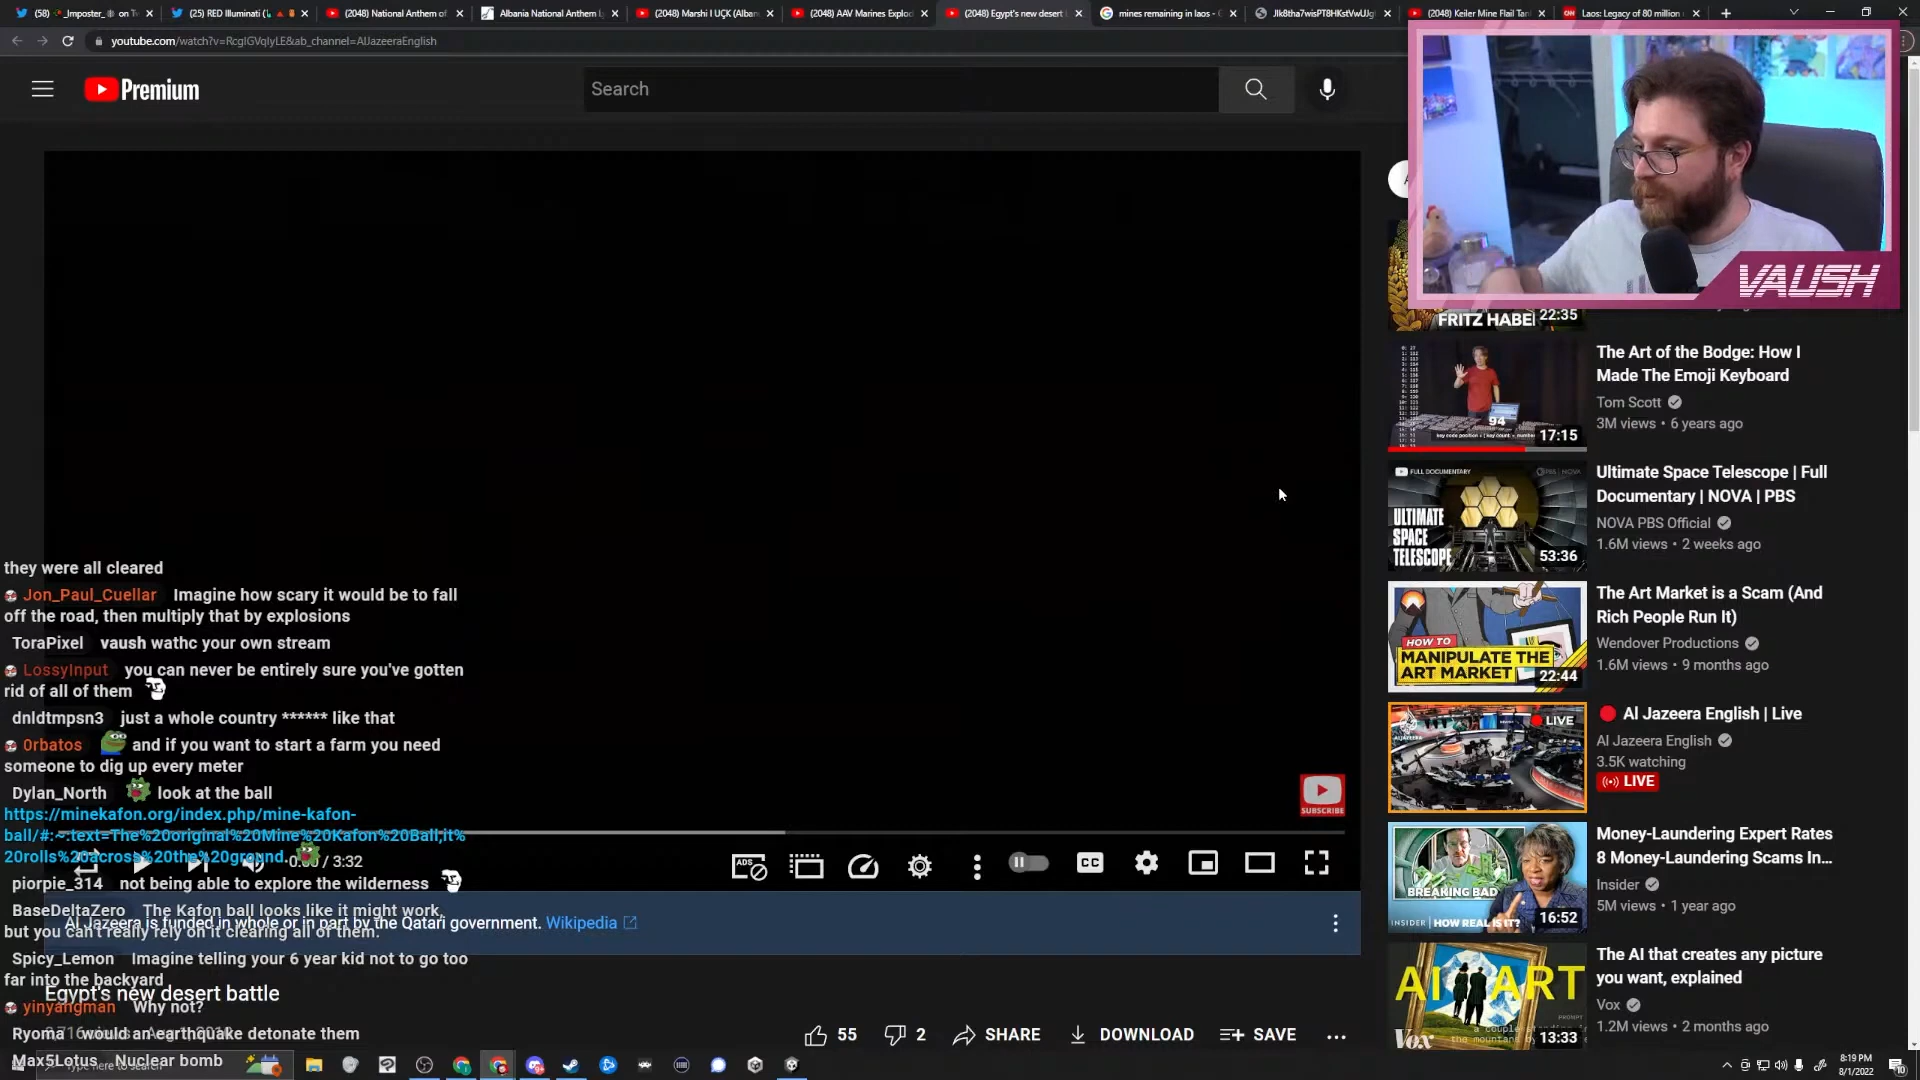 (58) _Imposter_ on Tw
(25) RED Illuminati
(2048) National Anthem of
Albania National Anthem L
(2048) Marshi I UÇK (Alban
(2048) AAV Marines Explod
(2048) Egypt's new desert
mines remaining in laos - G
Jlk8tha7wisPT8HKstVwUJg
(2048) Keiler Mine Flail Tan
Laos: Legacy of 80 million
youtube.com/watch?v=RcgIGVqIyLE&ab_channel=AlJazeeraEnglish
Premium
Search
VAUSH
FRITZ HABE
22:35
The Art of the Bodge: How I
Made The Emoji Keyboard
Tom Scott
3M views • 6 years ago
94
17:15
FULL DOCUMENTARY
NOVA
ULTIMATE
SPACE
TELESCOPE
53:36
Ultimate Space Telescope | Full
Documentary | NOVA | PBS
NOVA PBS Official
1.6M views • 2 weeks ago
HOW TO
MANIPULATE THE
ART MARKET
22:44
The Art Market is a Scam (And
Rich People Run It)
Wendover Productions
1.6M views • 9 months ago
LIVE
Al Jazeera English | Live
Al Jazeera English
3.5K watching
LIVE
BREAKING BAD
INSIDER | HOW REAL IS IT?
16:52
Money-Laundering Expert Rates
8 Money-Laundering Scams In...
Insider
5M views • 1 year ago
AI ART
PROMPT
Vox
13:33
The AI that creates any picture
you want, explained
Vox
1.2M views • 2 months ago
they were all cleared
Jon_Paul_Cuellar Imagine how scary it would be to fall
off the road, then multiply that by explosions
ToraPixel vaush wathc your own stream
LossyInput you can never be entirely sure you've gotten
rid of all of them
dnldtmpsn3 just a whole country ****** like that
0rbatos and if you want to start a farm you need
someone to dig up every meter
Dylan_North look at the ball
https://minekafon.org/index.php/mine-kafon-
ball/#:~:text=The%20original%20Mine%20Kafon%20Ball,it%
20rolls%20across%20the%20ground.
0:00 / 3:32
piorpie_314 not being able to explore the wilderness
BaseDeltaZero The Kafon ball looks like it might work,
but you can't really rely on it clearing all of them.
Spicy_Lemon Imagine telling your 6 year kid not to go too
far into the backyard
yinyangman Why not?
Ryoma would an earthquake detonate them
Max5Lotus Nuclear bomb
SUBSCRIBE
ADS
CC
Al Jazeera is funded in whole or in part by the Qatari government. Wikipedia
Egypt's new desert battle
55
2
SHARE
DOWNLOAD
SAVE
Type here to search
8:19 PM
8/1/2022